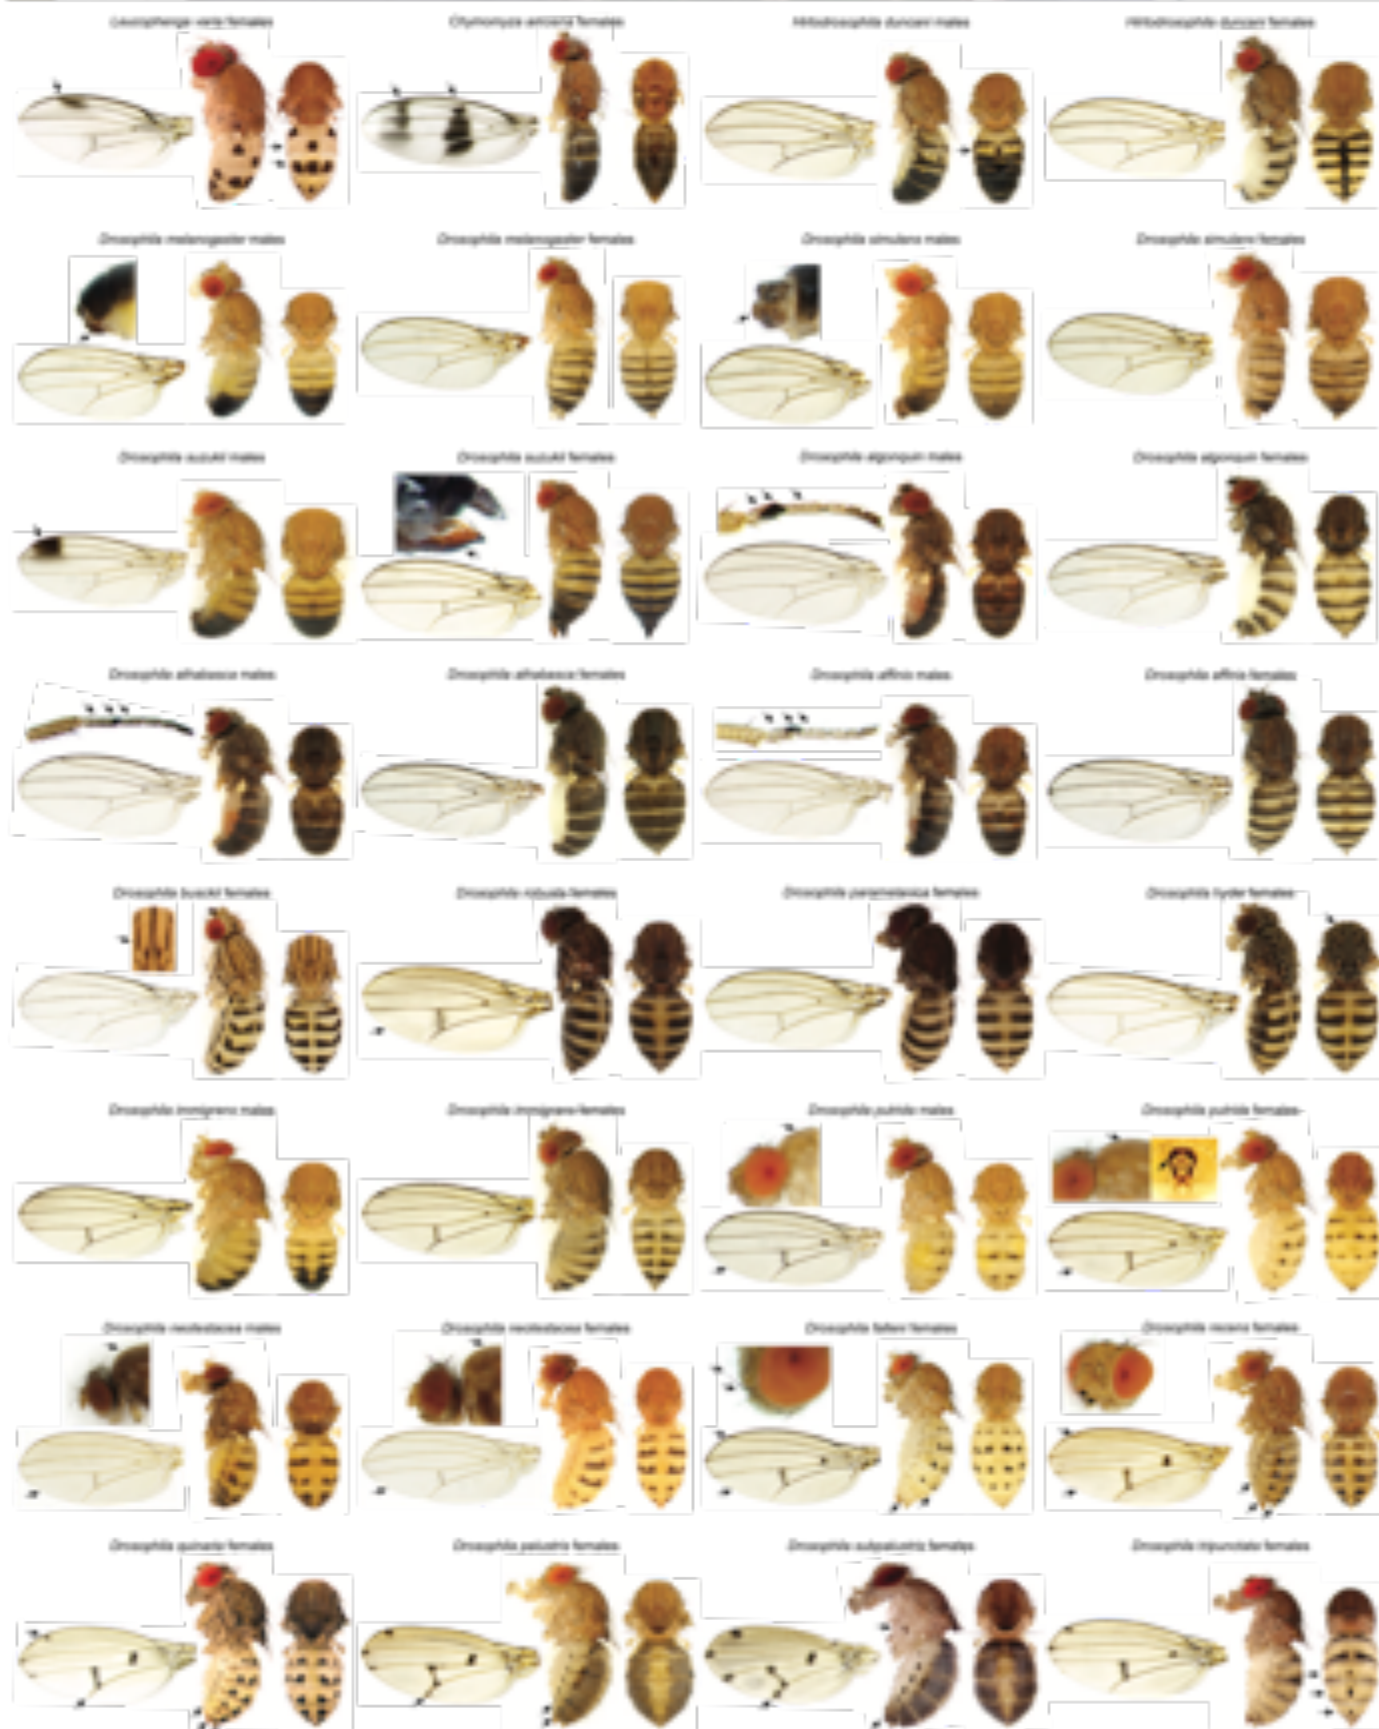 Leucophenga varia females
Chymomyza amoena females
Hirtodrosophila duncani males
Hirtodrosophila duncani females
Drosophila melanogaster males
Drosophila melanogaster females
Drosophila simulans males
Drosophila simulans females
Drosophila suzukii males
Drosophila suzukii females
Drosophila algonquin males
Drosophila algonquin females
Drosophila athabasca males
Drosophila athabasca females
Drosophila affinis males
Drosophila affinis females
Drosophila busckii females
Drosophila robusta females
Drosophila paramelanica females
Drosophila hydei females
Drosophila immigrans males
Drosophila immigrans females
Drosophila putrida males
Drosophila putrida females
Drosophila neotestacea males
Drosophila neotestacea females
Drosophila falleni females
Drosophila recens females
Drosophila quinaria females
Drosophila palustris females
Drosophila subpalustris females
Drosophila tripunctata females